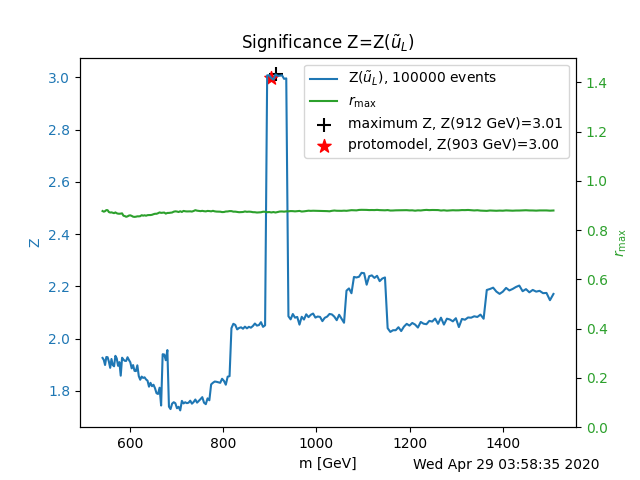 Significance Z=Z(ũ_L)
Z(ũ_L), 100000 events
r_max
maximum Z, Z(912 GeV)=3.01
protomodel, Z(903 GeV)=3.00
3.0
2.8
2.6
2.4
2.2
2.0
1.8
Z
1.4
1.2
1.0
0.8
0.6
0.4
0.2
0.0
r_max
600 800 1000 1200 1400
m [GeV]
Wed Apr 29 03:58:35 2020